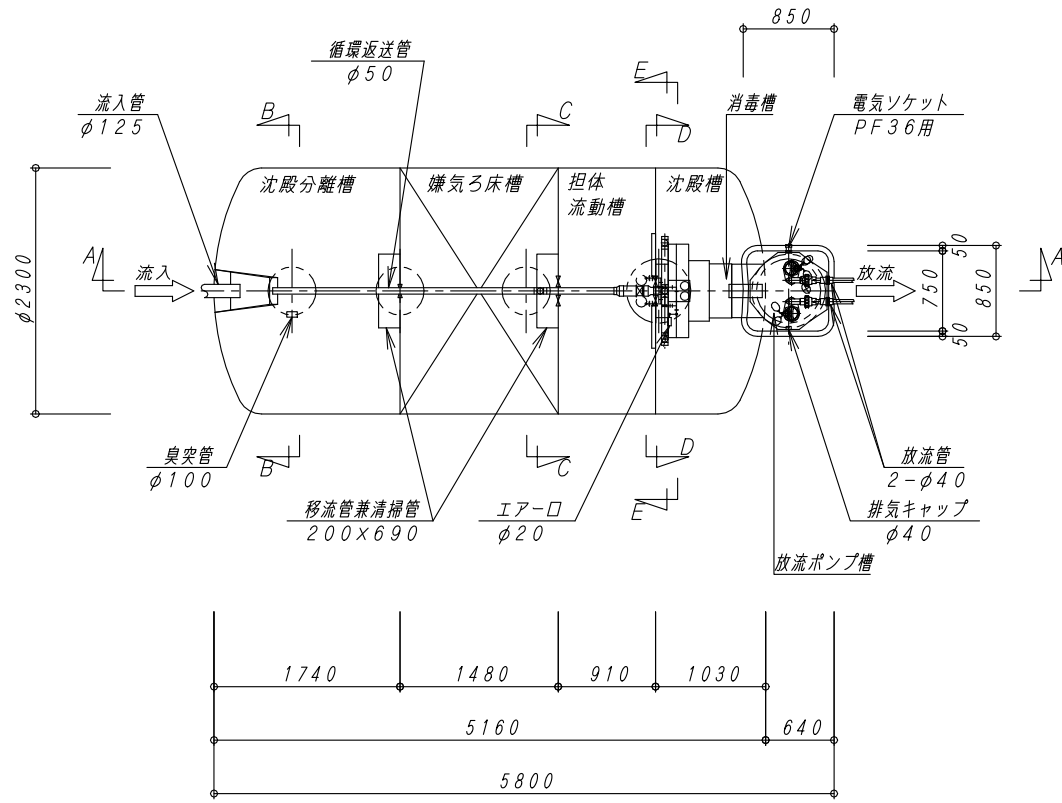 850
循環返送管
φ50
E
流入管
φ125
B
C
D
消毒槽
電気ソケット
PF36用
沈殿分離槽
嫌気ろ床槽
担体
流動槽
沈殿槽
A
流入
放流
A
φ2300
50
750
50
850
臭突管
φ100
B
C
D
E
移流管兼清掃管
200×690
エアー口
φ20
放流管
2-φ40
排気キャップ
φ40
放流ポンプ槽
1740
1480
910
1030
5160
640
5800